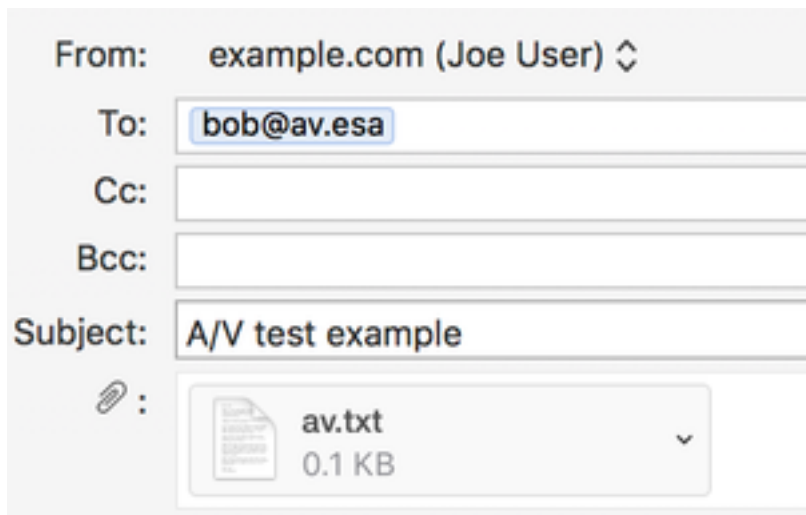 From: example.com (Joe User)
To: bob@av.esa
Cc:
Bcc:
Subject: A/V test example
:
av.txt
0.1 KB